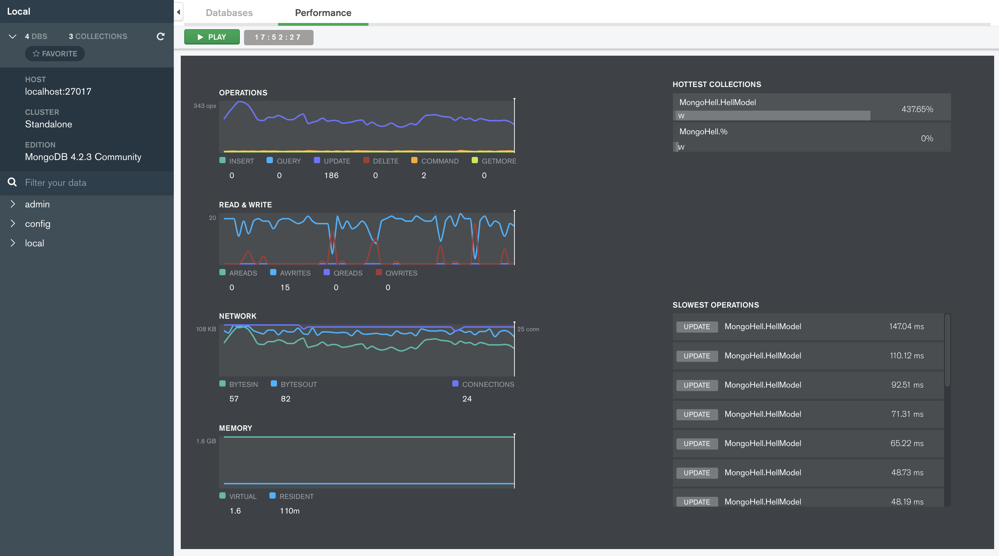 Local
4 DBS 3 COLLECTIONS
FAVORITE
HOST
localhost:27017
CLUSTER
Standalone
EDITION
MongoDB 4.2.3 Community
Filter your data
admin
config
local
Databases Performance
PLAY 17:52:27
OPERATIONS
343 ops
INSERT QUERY UPDATE DELETE COMMAND GETMORE
0 0 186 0 2 0
READ & WRITE
20
AREADS AWRITES QREADS QWRITES
0 15 0 0
NETWORK
108 KB 25 conn
BYTESIN BYTESOUT CONNECTIONS
57 82 24
MEMORY
1.6 GB
VIRTUAL RESIDENT
1.6 110m
HOTTEST COLLECTIONS
MongoHell.HellModel 437.65%
W
MongoHell.% 0%
W
SLOWEST OPERATIONS
UPDATE MongoHell.HellModel 147.04 ms
UPDATE MongoHell.HellModel 110.12 ms
UPDATE MongoHell.HellModel 92.51 ms
UPDATE MongoHell.HellModel 71.31 ms
UPDATE MongoHell.HellModel 65.22 ms
UPDATE MongoHell.HellModel 48.73 ms
UPDATE MongoHell.HellModel 48.19 ms